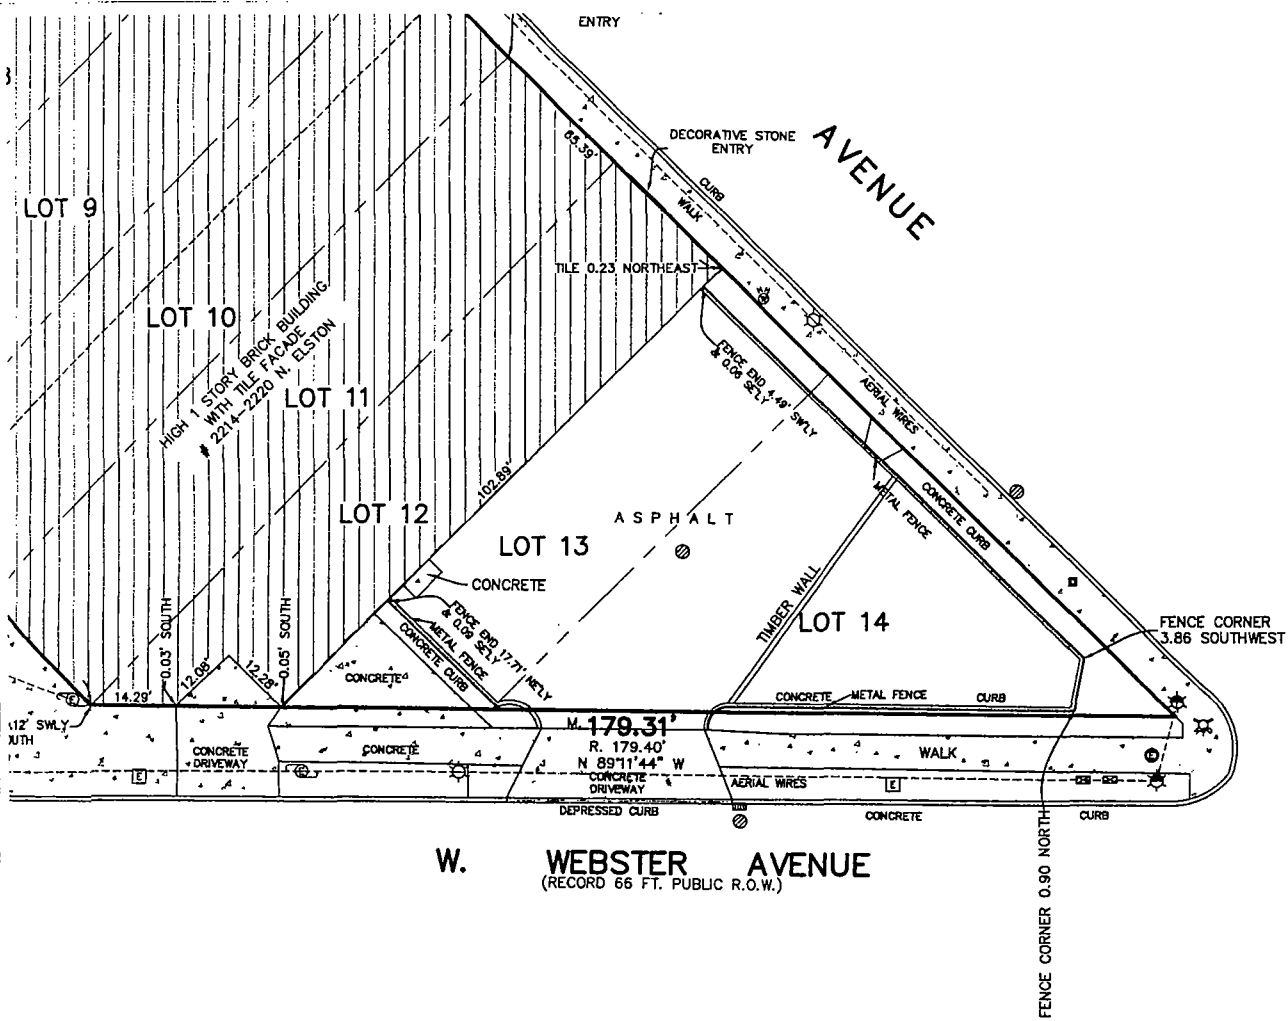 ENTRY
AVENUE
DECORATIVE STONE
ENTRY
65.39'
CURB
WALK
LOT 9
TILE 0.23 NORTHEAST
LOT 10
HIGH 1 STORY BRICK BUILDING
WITH TILE FACADE
# 2214-2220 N. ELSTON
LOT 11
FENCE END 4.49' SWLY
& 0.06 SELY
AERIAL WIRES
102.89'
LOT 12
ASPHALT
METAL FENCE
CONCRETE CURB
LOT 13
CONCRETE
TIMBER WALL
LOT 14
FENCE CORNER
3.86 SOUTHWEST
FENCE END 17.71' NELY
& 0.09 SELY
METAL FENCE
CONCRETE CURB
CONCRETE
0.03' SOUTH
0.05' SOUTH
14.29'
12.08'
12.28'
CONCRETE
METAL FENCE
CURB
12' SWLY
M. 179.31'
R. 179.40'
N 89°11'44" W
CONCRETE
DRIVEWAY
CONCRETE
CONCRETE
DRIVEWAY
WALK
E
E
E
E
E
AERIAL WIRES
DEPRESSED CURB
CONCRETE
CURB
W. WEBSTER AVENUE
(RECORD 66 FT. PUBLIC R.O.W.)
FENCE CORNER 0.90 NORTH